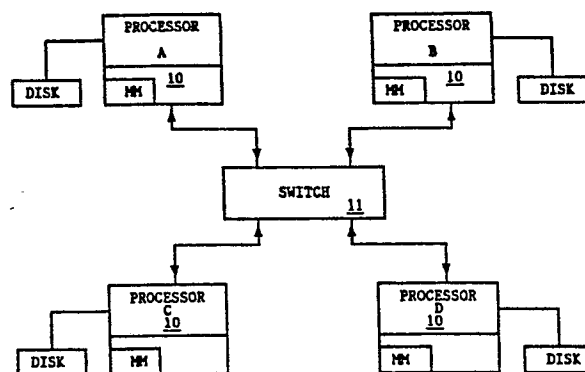 PROCESSOR
A
10
MM
DISK
PROCESSOR
B
10
MM
DISK
SWITCH
11
PROCESSOR
C
10
MM
DISK
PROCESSOR
D
10
MM
DISK